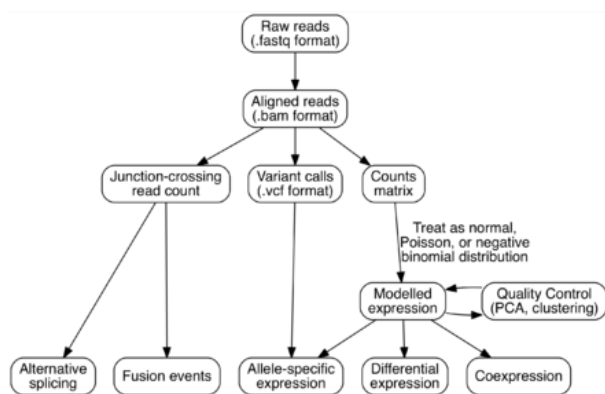 Raw reads
(.fastq format)
Aligned reads
(.bam format)
Junction-crossing
read count
Variant calls
(.vcf format)
Counts
matrix
Treat as normal,
Poisson, or negative
binomial distribution
Modelled
expression
Quality Control
(PCA, clustering)
Alternative
splicing
Fusion events
Allele-specific
expression
Differential
expression
Coexpression